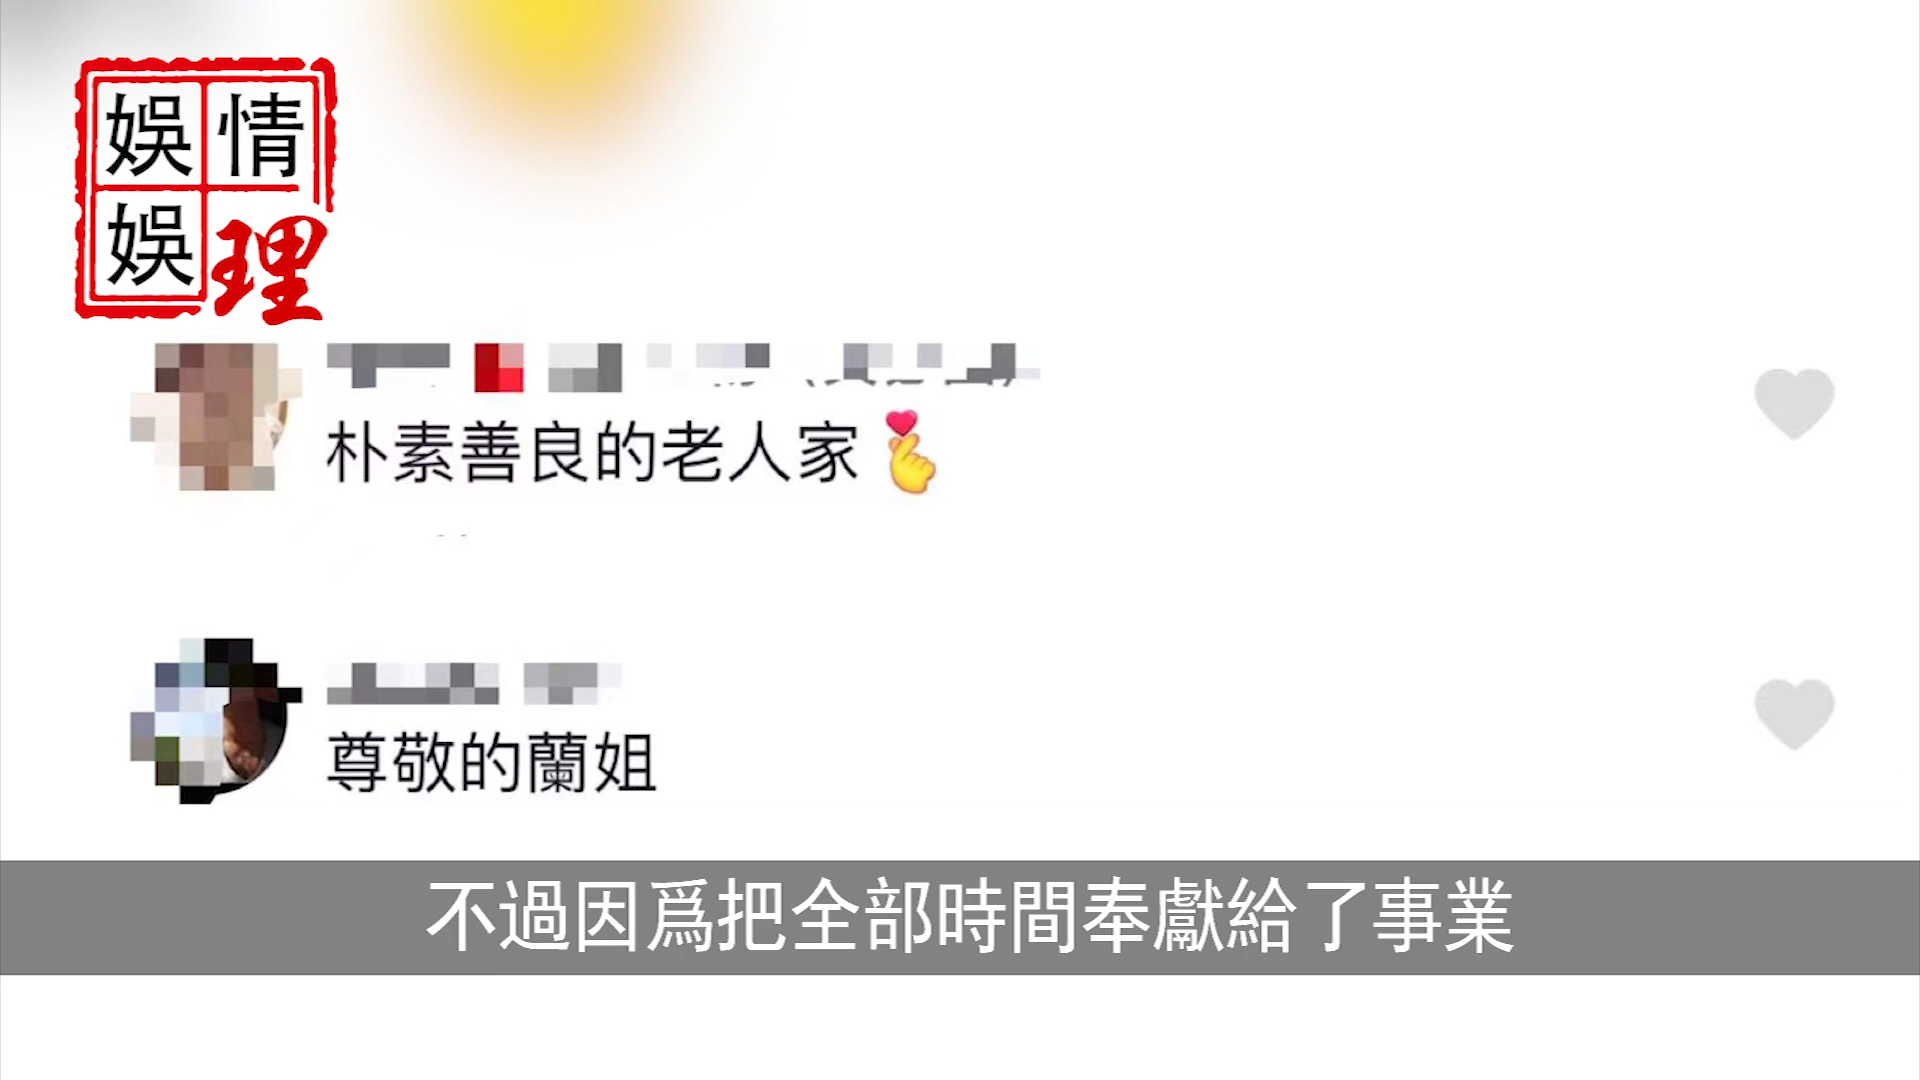 娛情
娛理
朴素善良的老人家
尊敬的蘭姐
不過因爲把全部時間奉獻給了事業